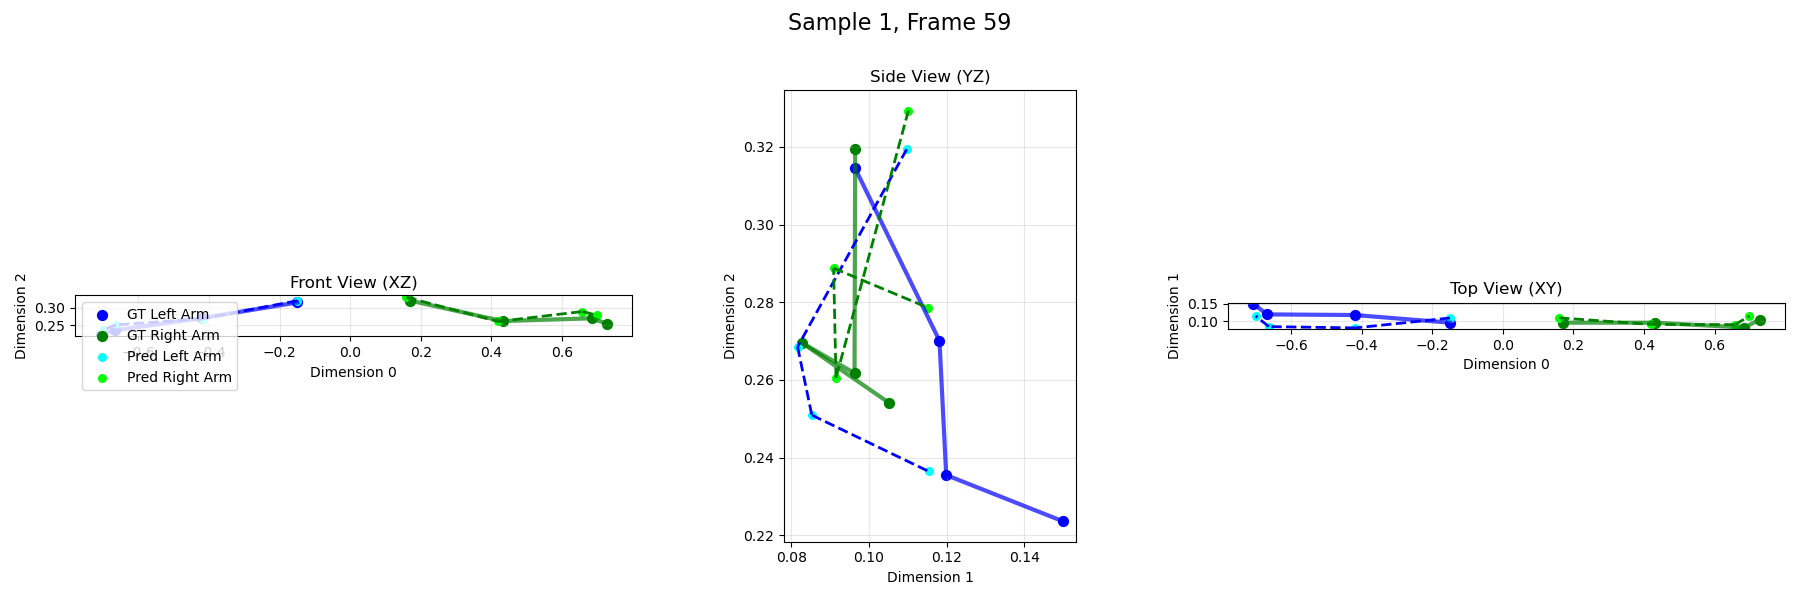 Sample 1, Frame 59
Front View (XZ)
Dimension 2
0.30
0.25
GT Left Arm
GT Right Arm
Pred Left Arm
Pred Right Arm
−0.6 −0.4 −0.2 0.0 0.2 0.4 0.6
Dimension 0
Side View (YZ)
Dimension 2
0.32
0.30
0.28
0.26
0.24
0.22
0.08 0.10 0.12 0.14
Dimension 1
Top View (XY)
Dimension 1
0.15
0.10
−0.6 −0.4 −0.2 0.0 0.2 0.4 0.6
Dimension 0